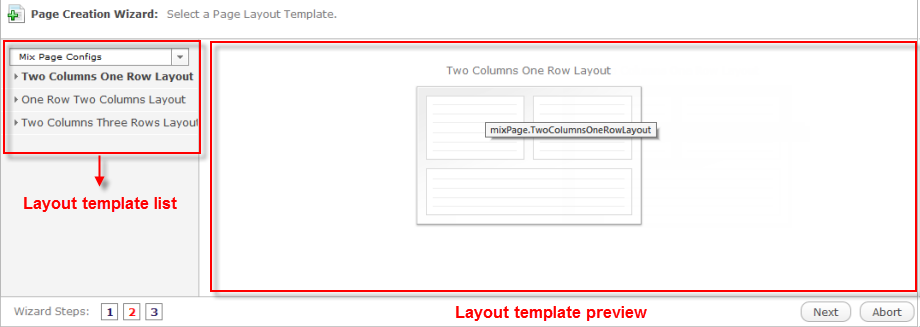 Page Creation Wizard: Select a Page Layout Template.
Mix Page Configs
Two Columns One Row Layout
One Row Two Columns Layout
Two Columns Three Rows Layout
Layout template list
Two Columns One Row Layout
mixPage.TwoColumnsOneRowLayout
Wizard Steps: 1 2 3
Layout template preview
Next Abort